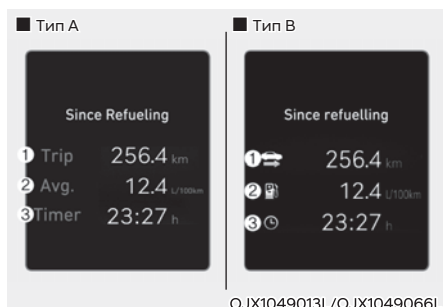 ■ Тип A
Since Refueling
① Trip 256.4 km
② Avg. 12.4 L/100km
③ Timer 23:27 h
■ Тип B
Since refuelling
① 256.4 km
② 12.4 L/100km
③ 23:27 h
OJX1049013L/OJX1049066L